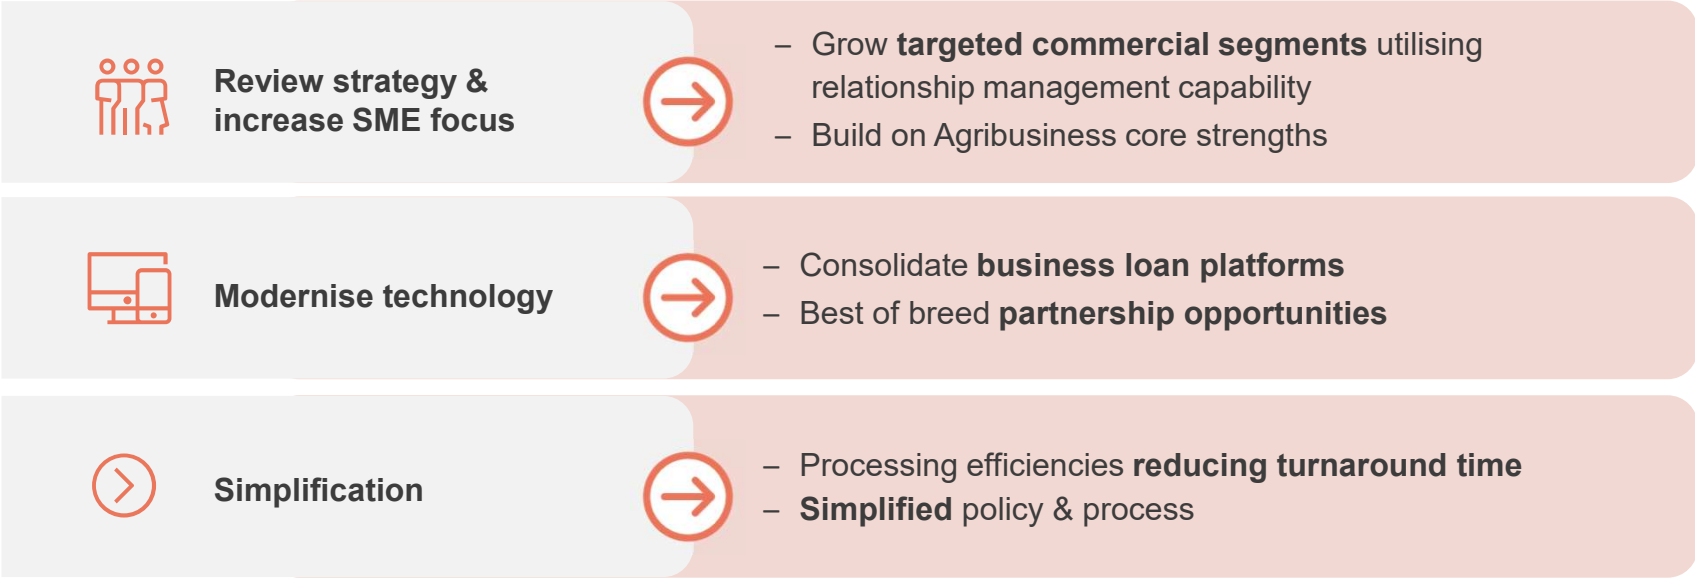 Review strategy &
increase SME focus
– Grow targeted commercial segments utilising
relationship management capability
– Build on Agribusiness core strengths
Modernise technology
– Consolidate business loan platforms
– Best of breed partnership opportunities
Simplification
– Processing efficiencies reducing turnaround time
– Simplified policy & process